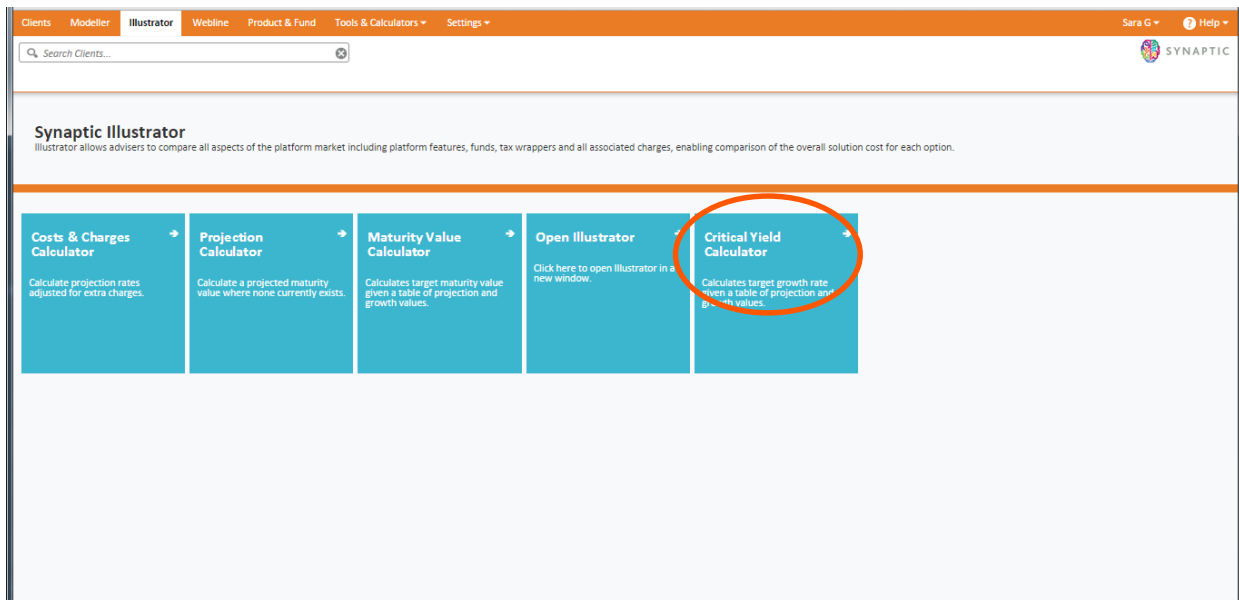 Clients Modeller Illustrator Webline Product & Fund Tools & Calculators Settings Sara G ? Help
Search Clients...
SYNAPTIC
Synaptic Illustrator
Illustrator allows advisers to compare all aspects of the platform market including platform features, funds, tax wrappers and all associated charges, enabling comparison of the overall solution cost for each option.
Costs & Charges
Calculator
Calculate projection rates
adjusted for extra charges.
Projection
Calculator
Calculate a projected maturity
value where none currently exists.
Maturity Value
Calculator
Calculates target maturity value
given a table of projection and
growth values.
Open Illustrator
Click here to open Illustrator in a
new window.
Critical Yield
Calculator
Calculates target growth rate
given a table of projection and
growth values.